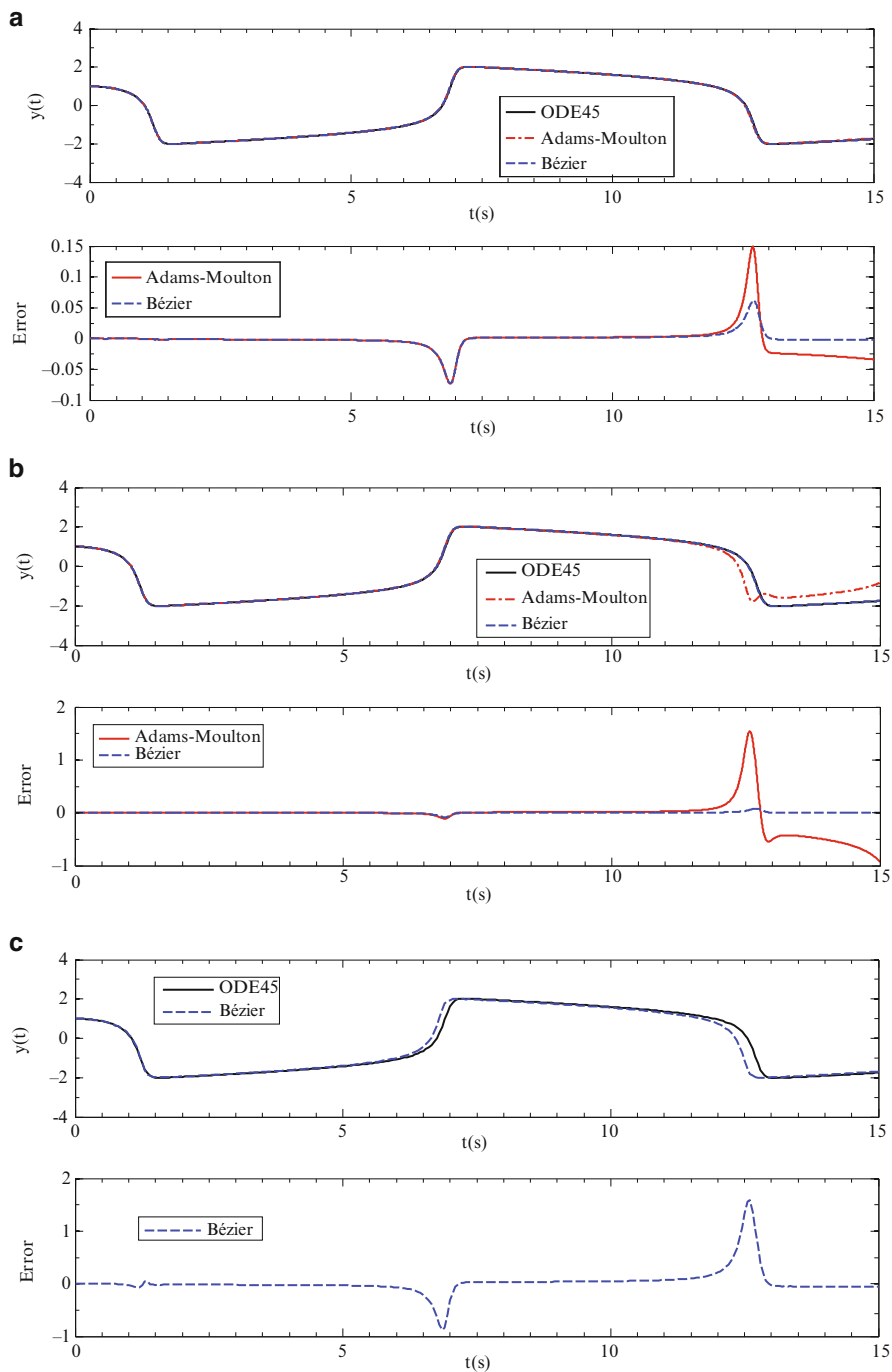 a
4
2
0
−2
−4
y(t)
ODE45
Adams-Moulton
Bézier
0
5
10
15
t(s)
0.15
0.1
0.05
0
−0.05
−0.1
Error
Adams-Moulton
Bézier
0
5
10
15
t(s)
b
4
2
0
−2
−4
y(t)
ODE45
Adams-Moulton
Bézier
0
5
10
15
t(s)
2
1
0
−1
Error
Adams-Moulton
Bézier
0
5
10
15
t(s)
c
4
2
0
−2
-4
y(t)
ODE45
Bézier
0
5
10
15
t(s)
2
1
0
−1
Error
Bézier
0
5
10
15
t(s)